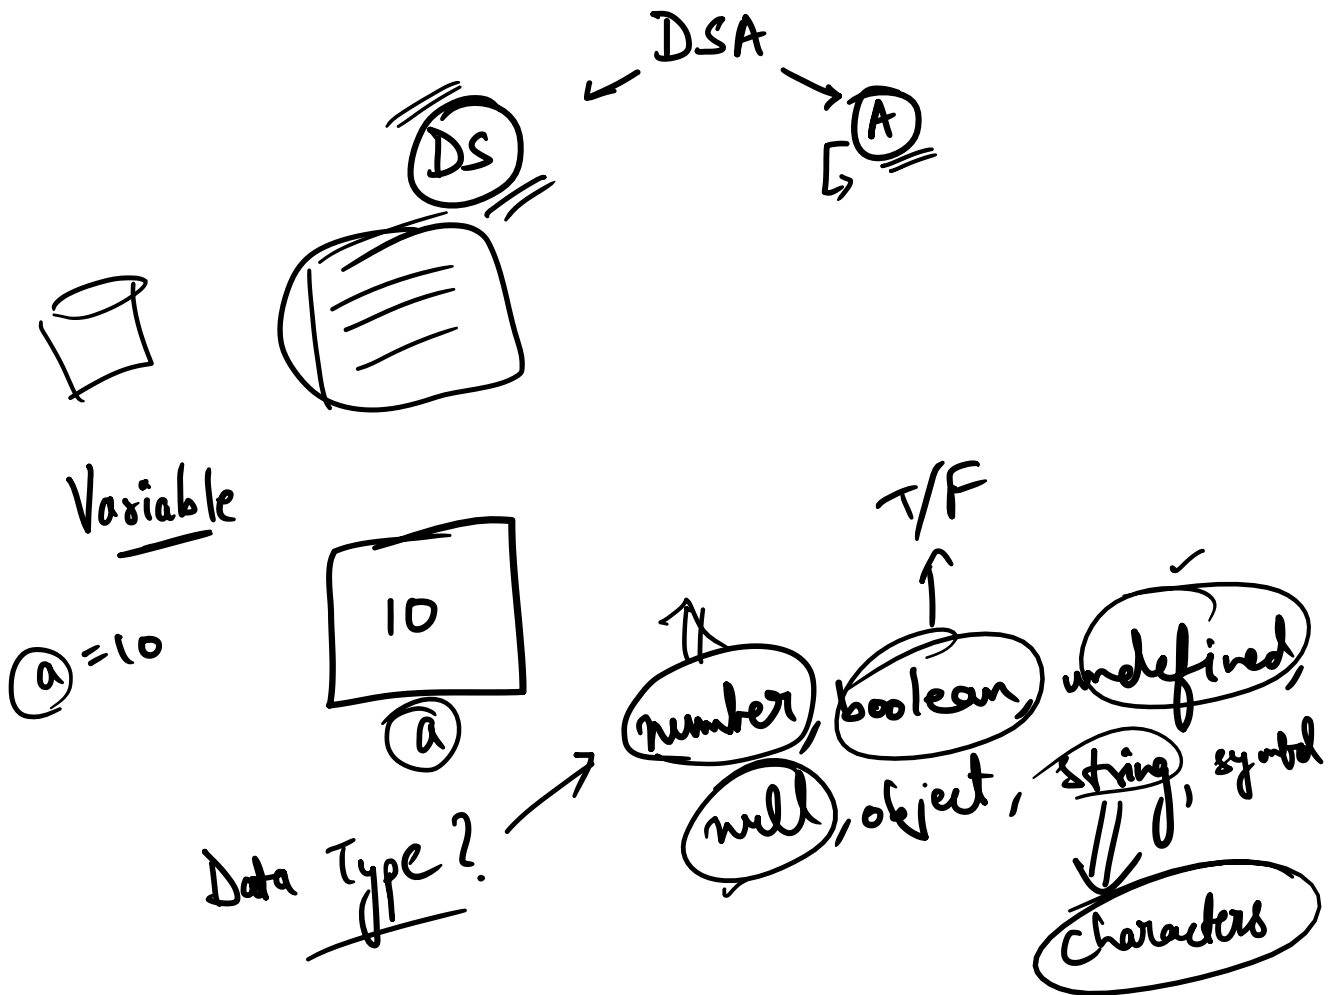 DSA
DS
A
Variable
T/F
a = 10
10
a
number, boolean, undefined,
null, object, string, symbol
Data Type?
characters